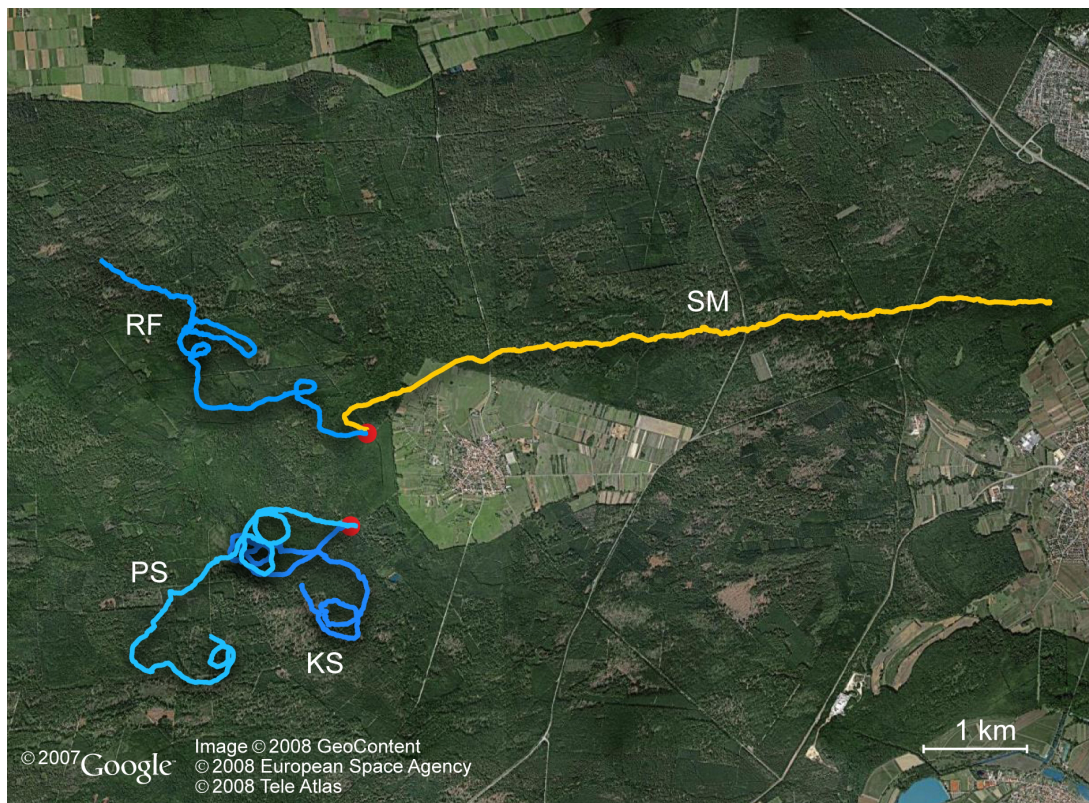 SM
RF
PS
KS
1 km
©2007 Google
Image © 2008 GeoContent
© 2008 European Space Agency
© 2008 Tele Atlas